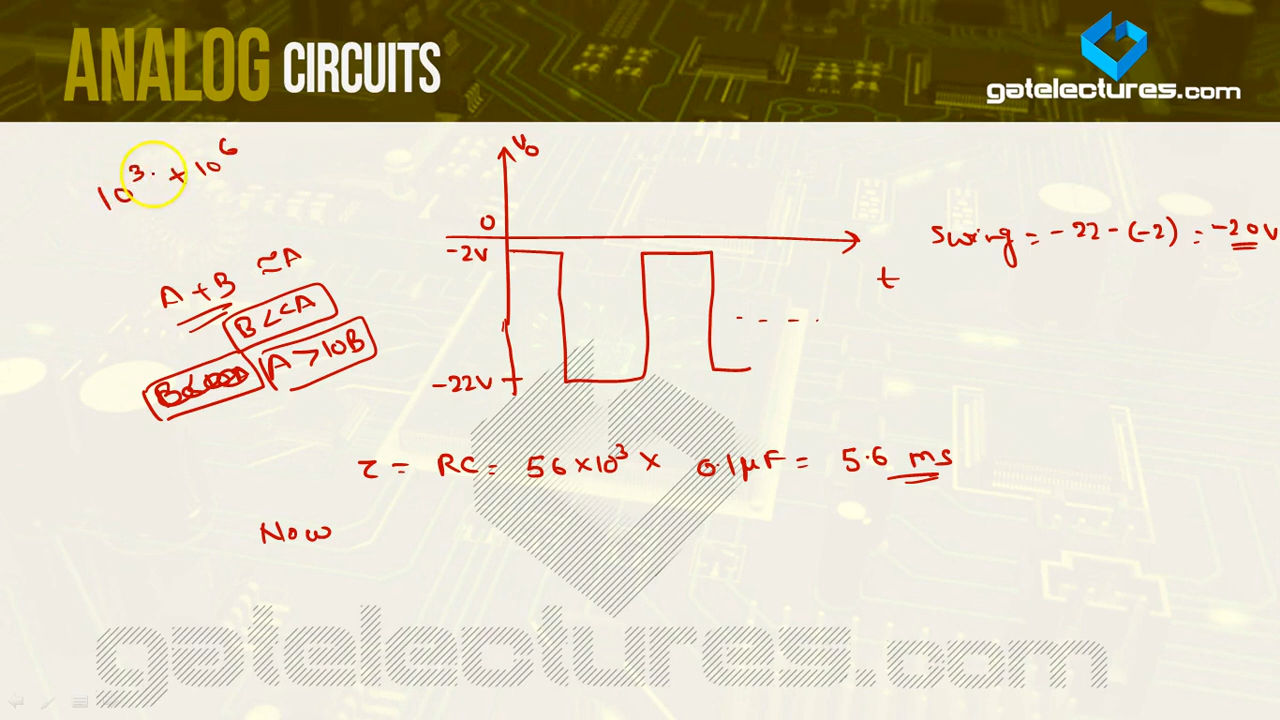 ANALOG CIRCUITS
gatelectures.com
10³· + 10⁶
V₀
0
-2V
-22V
t
- - - -
Swing = -22 - (-2) = -20V
A + B ≅ A
B << A
A > 10B
τ = RC = 56 × 10³ × 0.1μF = 5.6 ms
Now
gatelectures.com